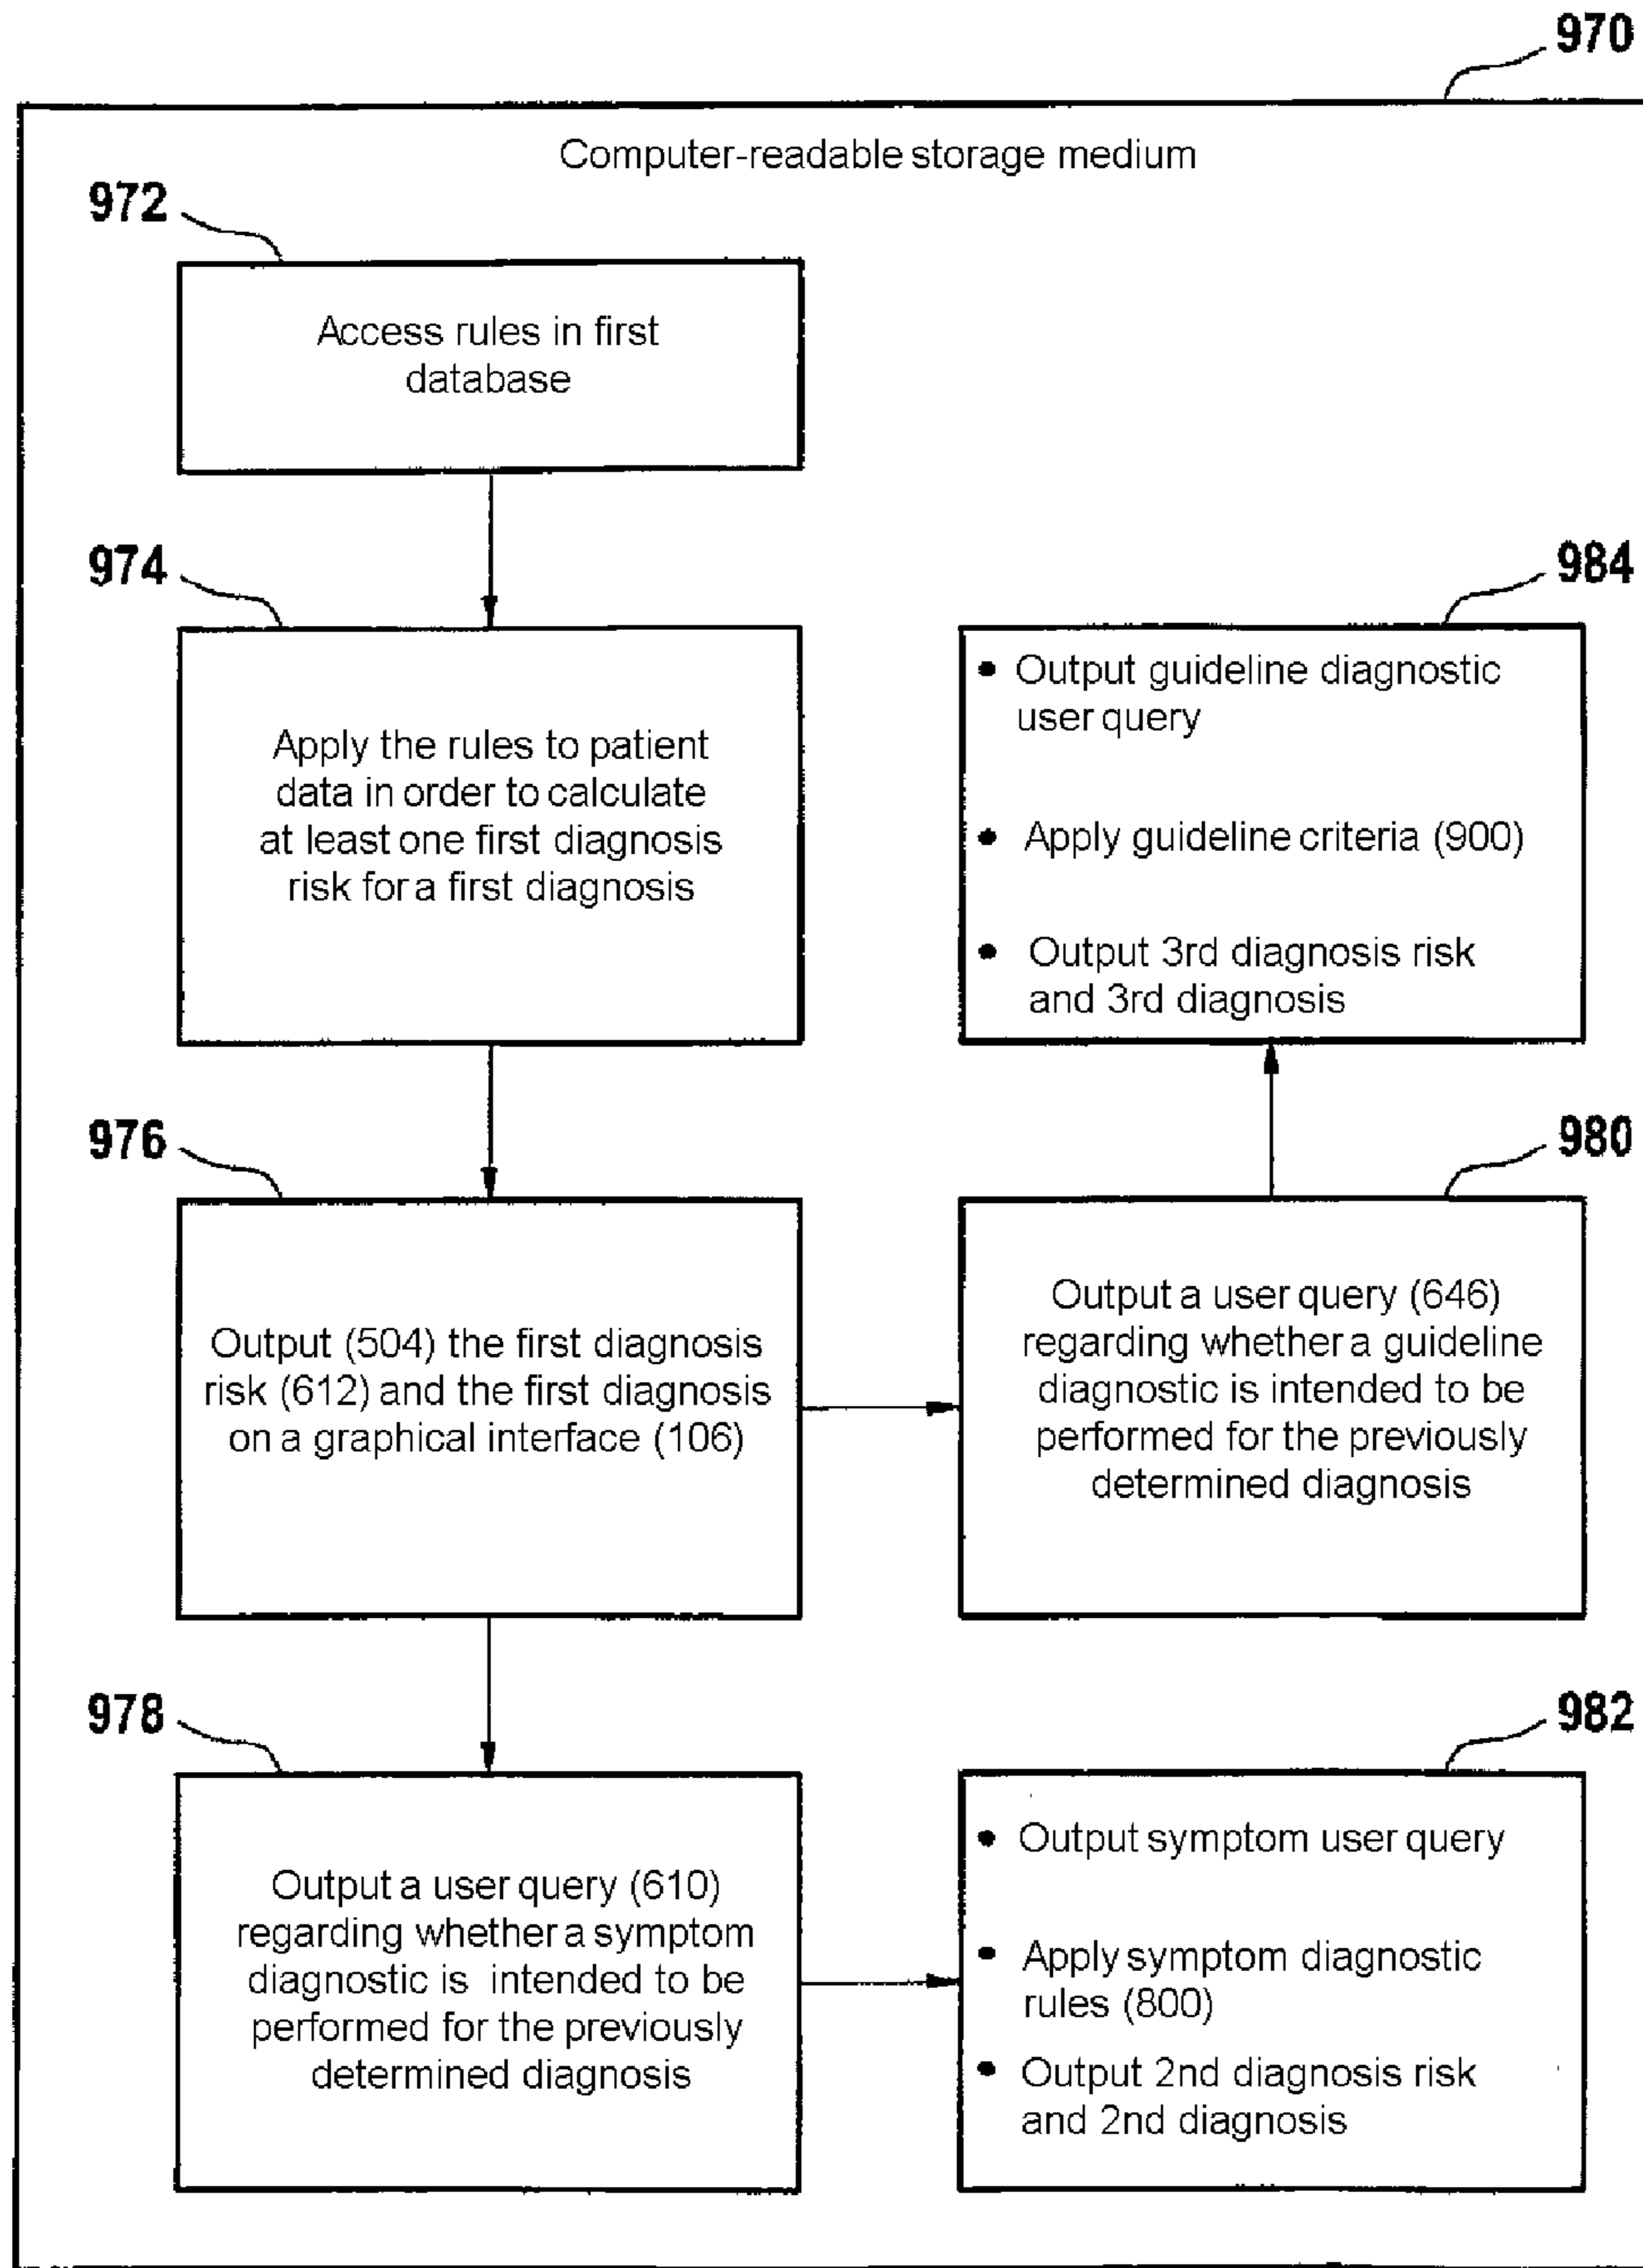 970
Computer-readable storage medium
972
Access rules in first
database
974
Apply the rules to patient
data in order to calculate
at least one first diagnosis
risk for a first diagnosis
984
• Output guideline diagnostic
user query
• Apply guideline criteria (900)
• Output 3rd diagnosis risk
and 3rd diagnosis
976
Output (504) the first diagnosis
risk (612) and the first diagnosis
on a graphical interface (106)
980
Output a user query (646)
regarding whether a guideline
diagnostic is intended to be
performed for the previously
determined diagnosis
978
Output a user query (610)
regarding whether a symptom
diagnostic is intended to be
performed for the previously
determined diagnosis
982
• Output symptom user query
• Apply symptom diagnostic
rules (800)
• Output 2nd diagnosis risk
and 2nd diagnosis